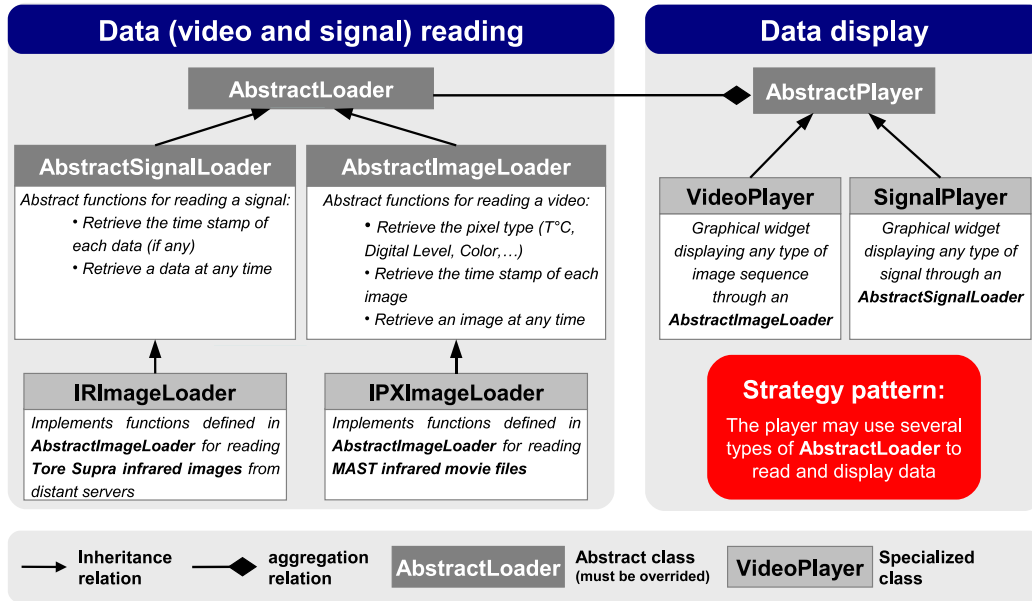 Data (video and signal) reading
AbstractLoader
AbstractSignalLoader
Abstract functions for reading a signal:
• Retrieve the time stamp of
each data (if any)
• Retrieve a data at any time
AbstractImageLoader
Abstract functions for reading a video:
• Retrieve the pixel type (T°C,
Digital Level, Color,…)
• Retrieve the time stamp of each
image
• Retrieve an image at any time
IRImageLoader
Implements functions defined in
AbstractImageLoader for reading
Tore Supra infrared images from
distant servers
IPXImageLoader
Implements functions defined in
AbstractImageLoader for reading
MAST infrared movie files
Data display
AbstractPlayer
VideoPlayer
Graphical widget
displaying any type of
image sequence
through an
AbstractImageLoader
SignalPlayer
Graphical widget
displaying any type of
signal through an
AbstractSignalLoader
Strategy pattern:
The player may use several
types of AbstractLoader to
read and display data
Inheritance
relation
aggregation
relation
AbstractLoader
Abstract class
(must be overrided)
VideoPlayer
Specialized
class